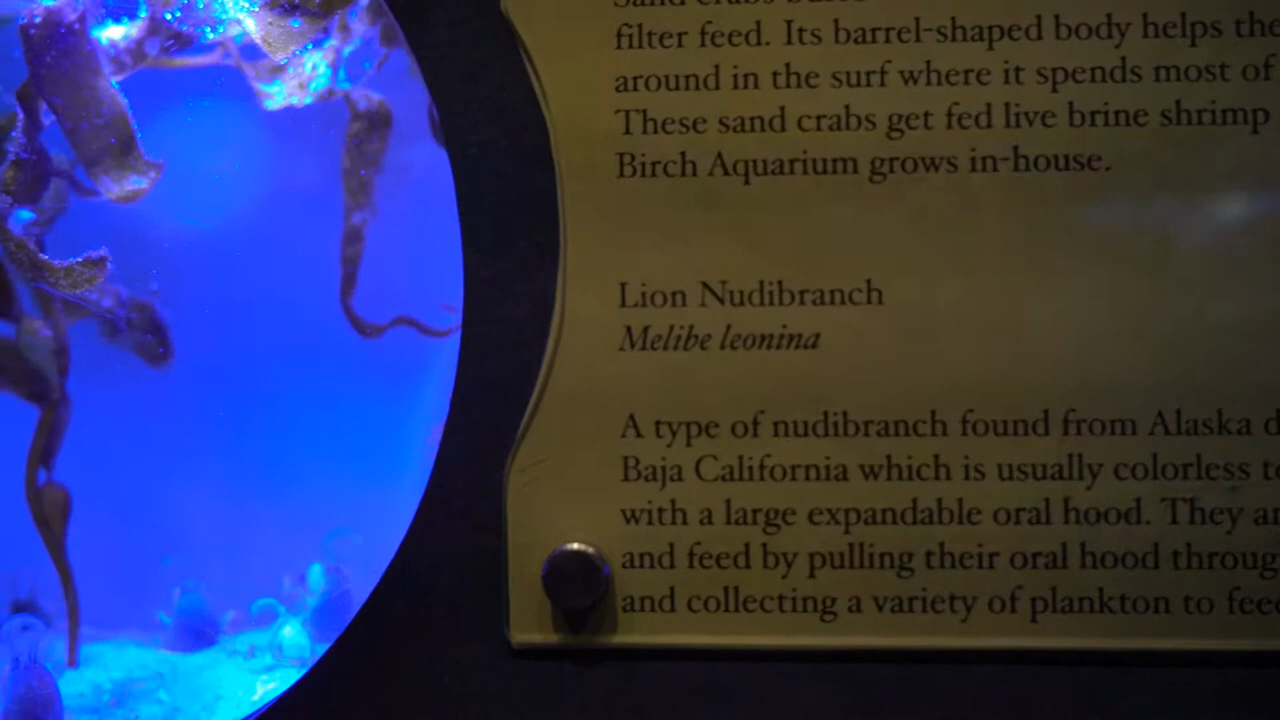 Sand crabs
filter feed. Its barrel-shaped body helps the
around in the surf where it spends most of
These sand crabs get fed live brine shrimp
Birch Aquarium grows in-house.
Lion Nudibranch
Melibe leonina
A type of nudibranch found from Alaska
Baja California which is usually colorless
with a large expandable oral hood. They
and feed by pulling their oral hood
and collecting a variety of plankton to